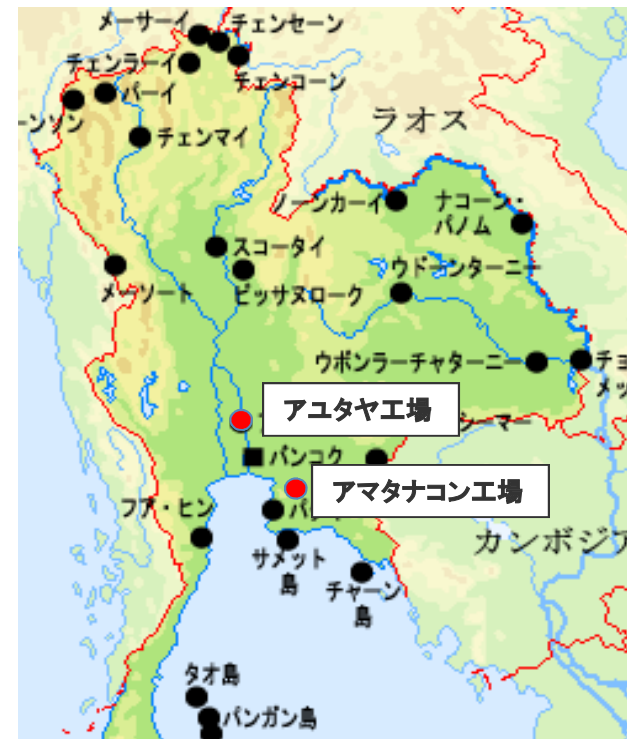 メーサーイ
チェンセーン
チェンラーイ
チェンコーン
パーイ
ーンソン
チェンマイ
ラオス
ノーンカーイ
ナコーン・
パノム
スコータイ
ウドーンターニー
メーソート
ピッサヌローク
ウボンラーチャターニー
チョ
メッ
アユタヤ工場
シーマー
バンコク
アマタナコン工場
フア・ヒン
パ
サメット
島
カンボジア
チャーン
島
タオ島
パンガン島